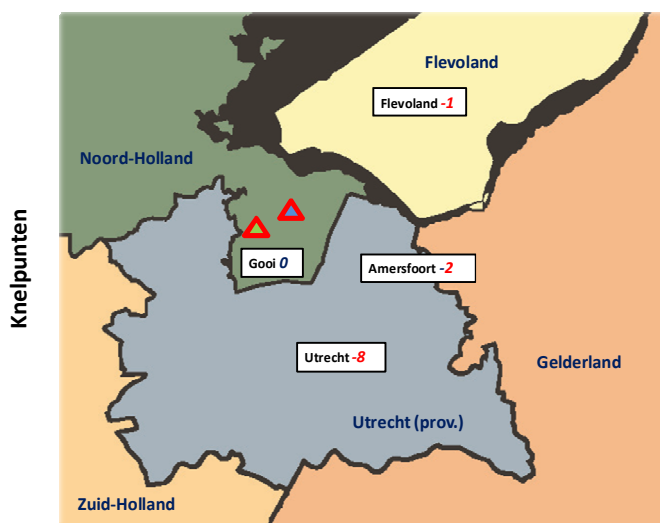 Knelpunten
Flevoland
Flevoland -1
Noord-Holland
Gooi 0
Amersfoort -2
Utrecht -8
Gelderland
Utrecht (prov.)
Zuid-Holland